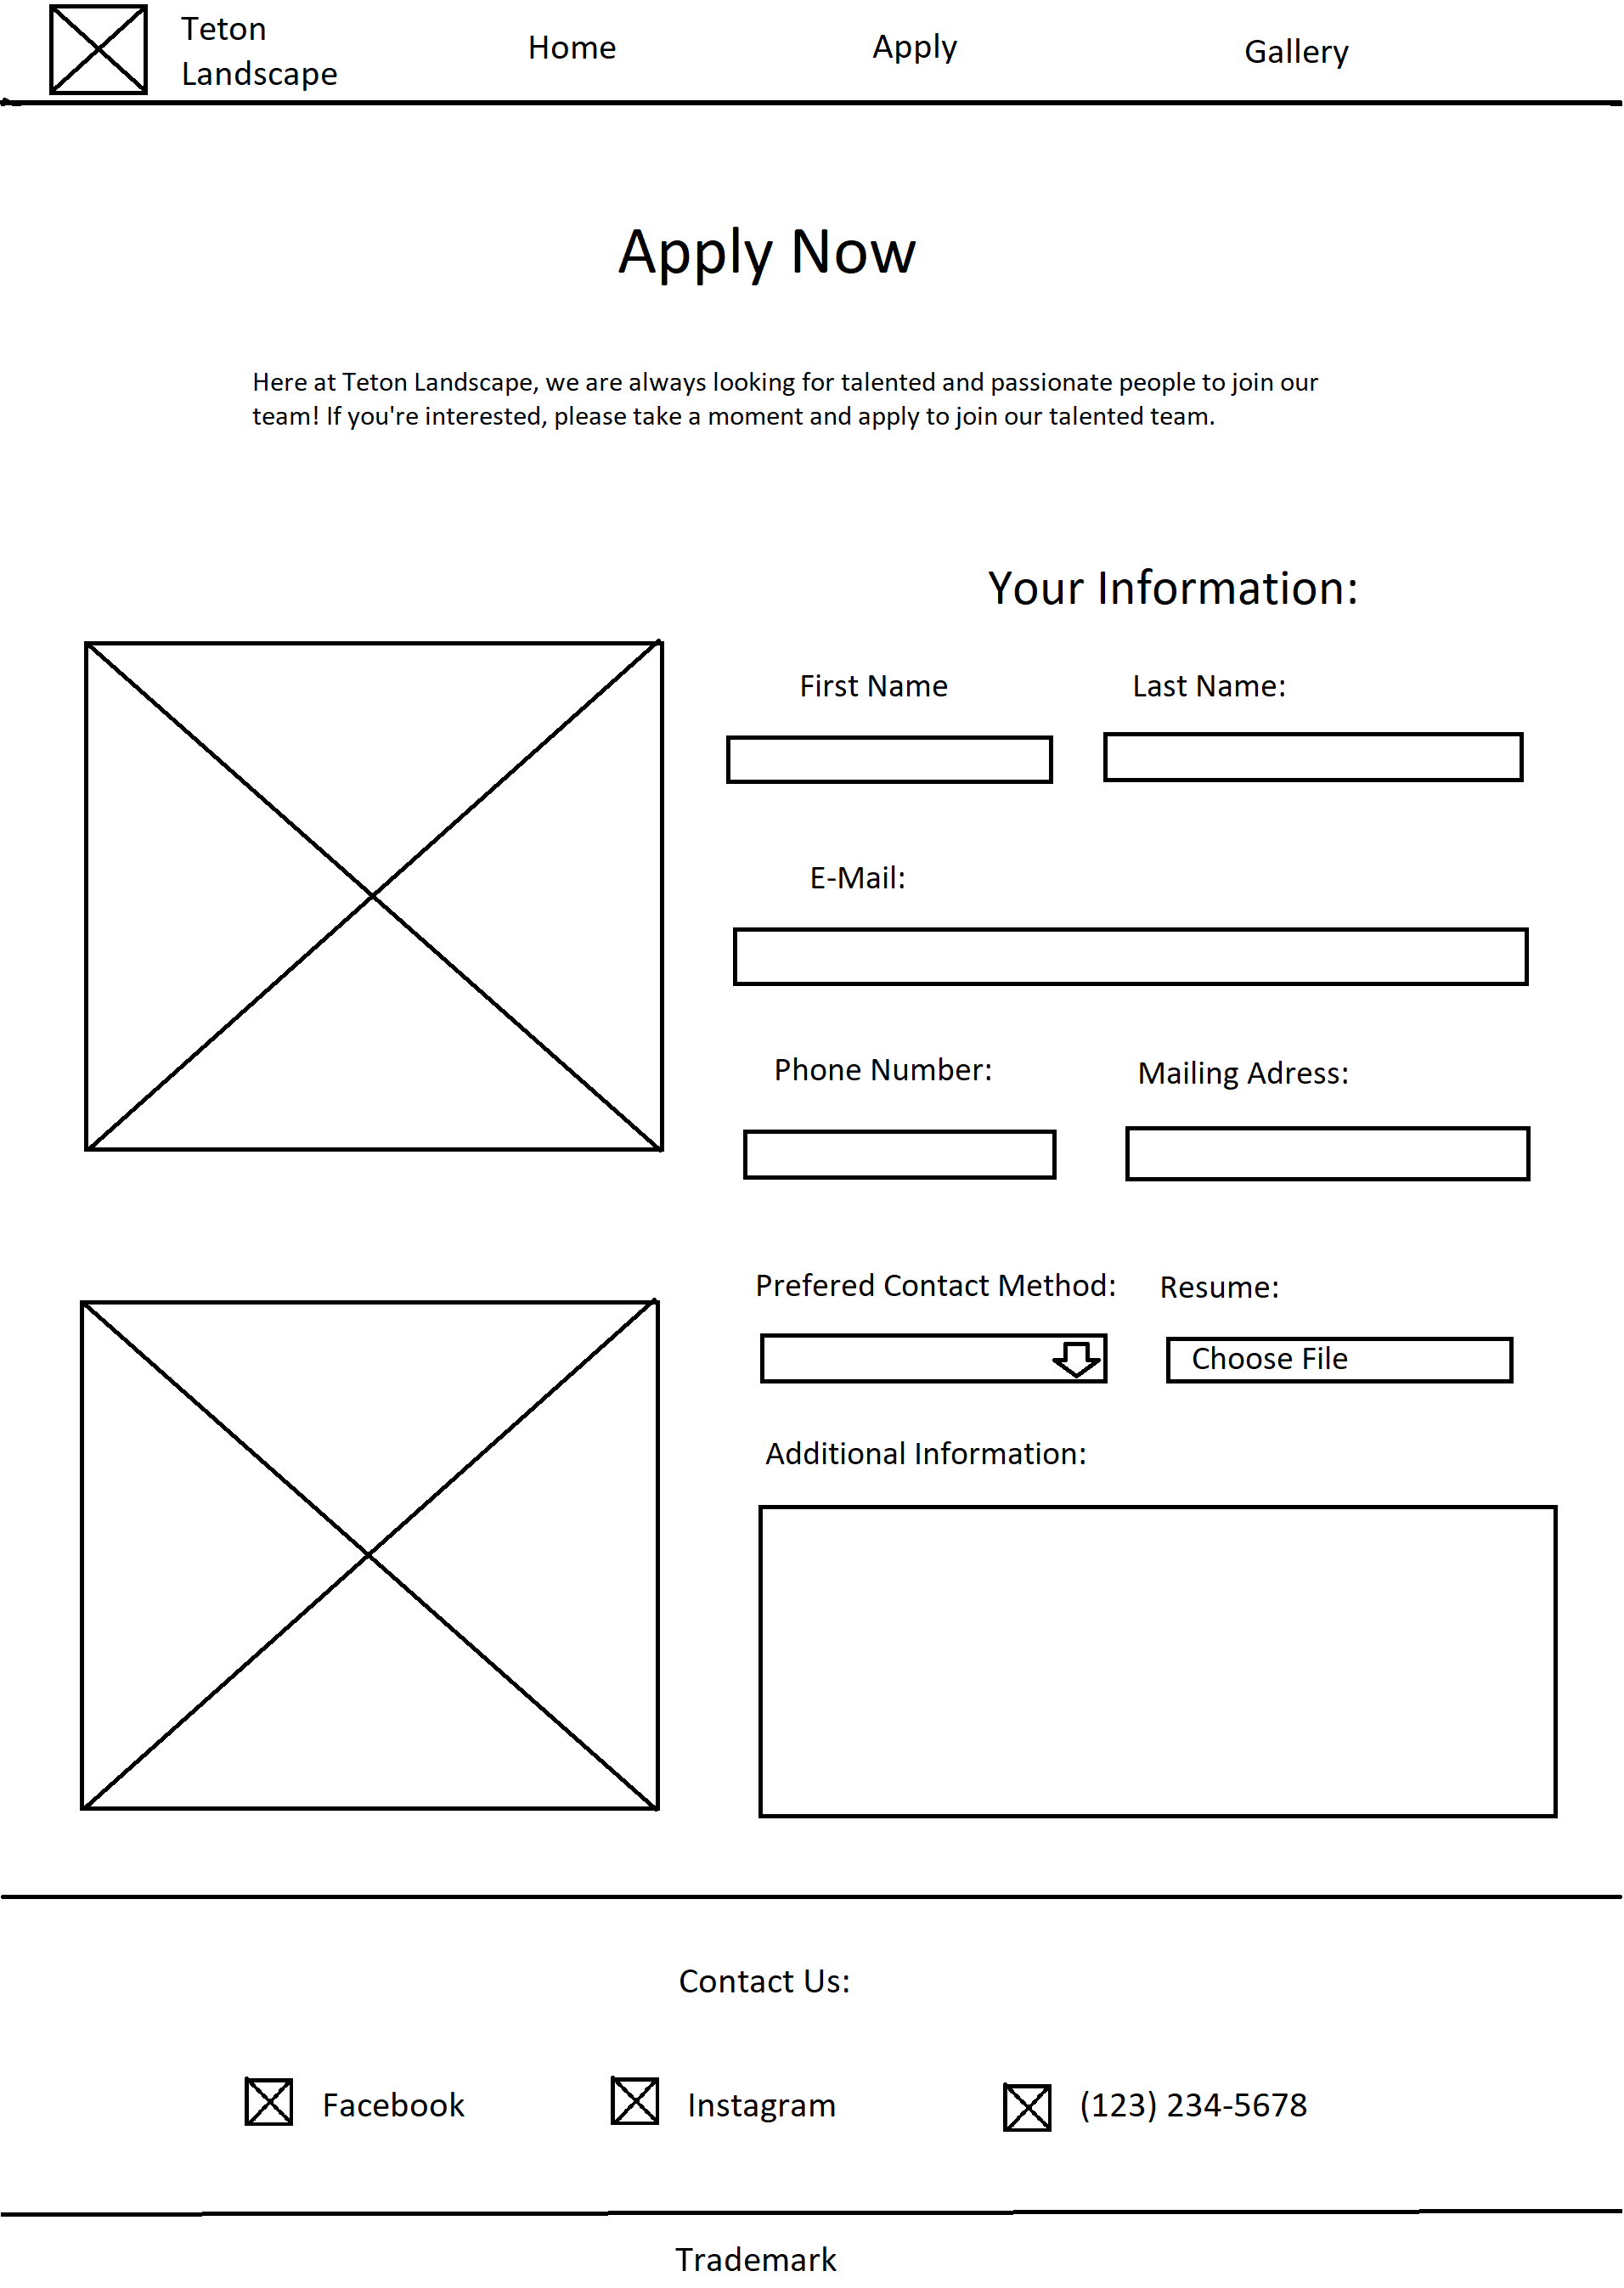 Teton
Landscape
Home
Apply
Gallery
Apply Now
Here at Teton Landscape, we are always looking for talented and passionate people to join our
team! If you're interested, please take a moment and apply to join our talented team.
Your Information:
First Name
Last Name:
E-Mail:
Phone Number:
Mailing Adress:
Prefered Contact Method:
Resume:
Choose File
Additional Information:
Contact Us:
Facebook
Instagram
(123) 234-5678
Trademark